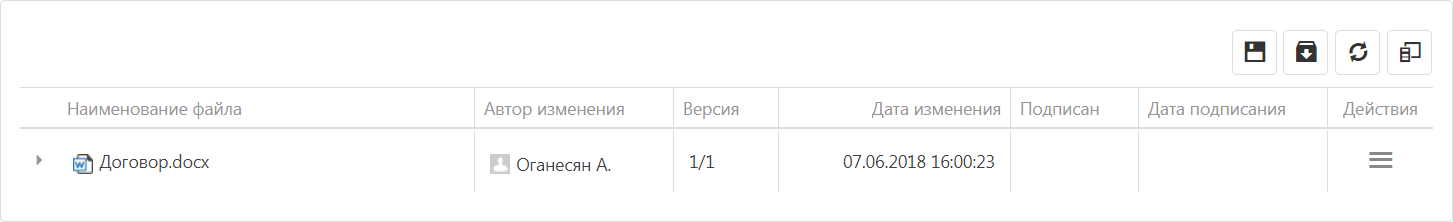 Наименование файла Автор изменения Версия Дата изменения Подписан Дата подписания Действия
Договор.docx Оганесян А. 1/1 07.06.2018 16:00:23